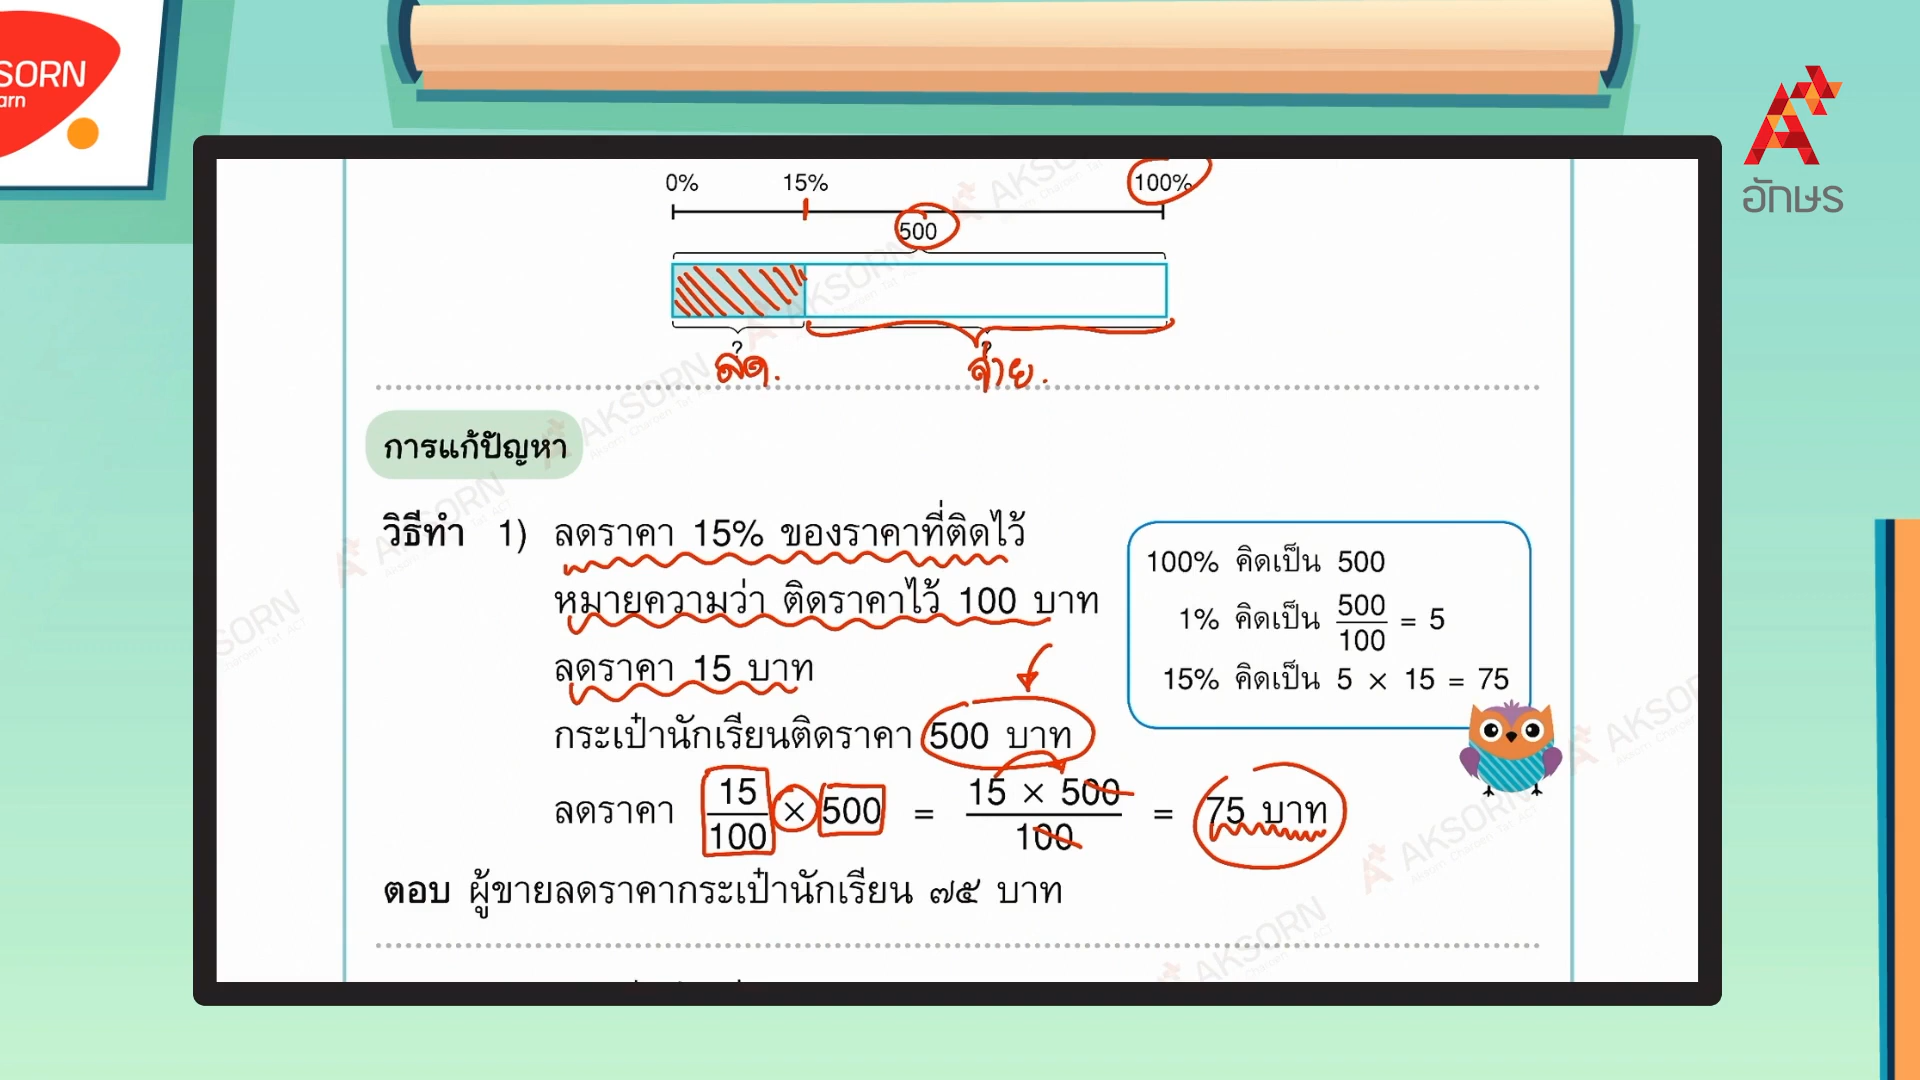 SORN
arn
อักษร
0% 15% 100%
500
? ?
ลด. จ่าย.
การแก้ปัญหา
วิธีทำ 1) ลดราคา 15% ของราคาที่ติดไว้
หมายความว่า ติดราคาไว้ 100 บาท
ลดราคา 15 บาท
กระเป๋านักเรียนติดราคา 500 บาท
ลดราคา 15/100 × 500 = 15 × 500/100 = 75 บาท
ตอบ ผู้ขายลดราคากระเป๋านักเรียน ๗๕ บาท
100% คิดเป็น 500
1% คิดเป็น 500/100 = 5
15% คิดเป็น 5 × 15 = 75